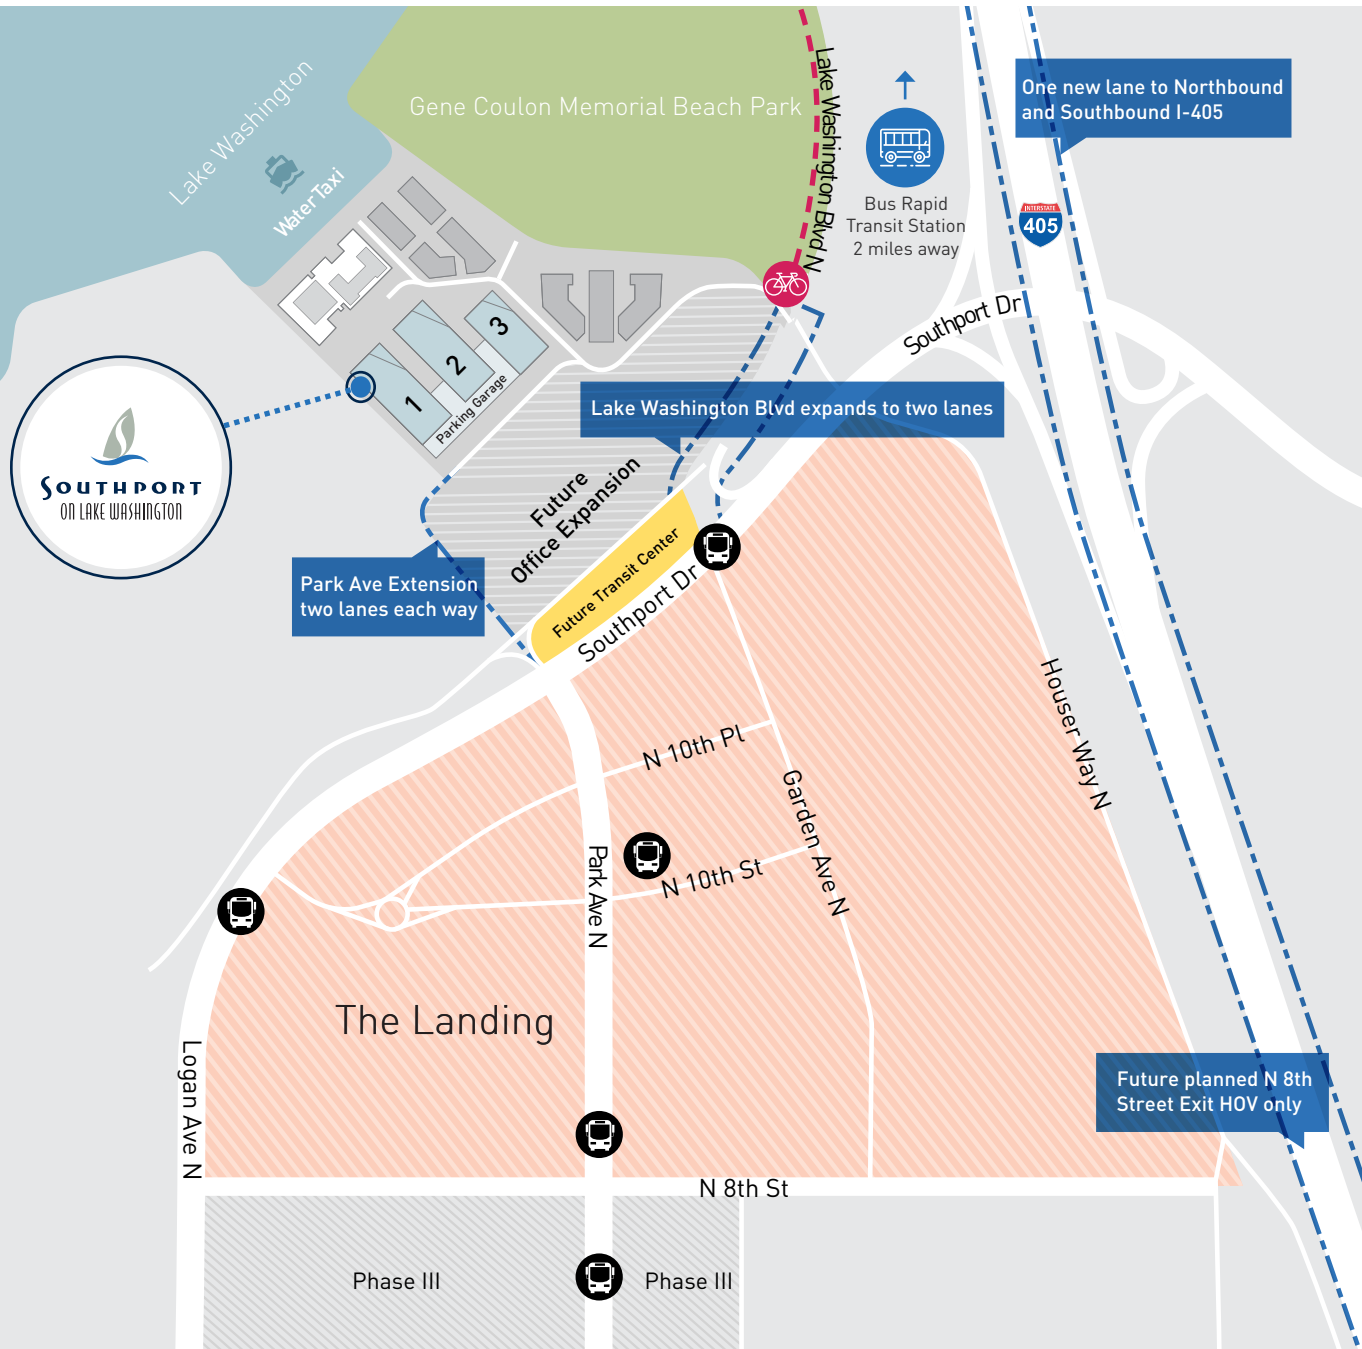 Lake Washington
Water Taxi
Gene Coulon Memorial Beach Park
Lake Washington Blvd N
Bus Rapid
Transit Station
2 miles away
One new lane to Northbound
and Southbound I-405
INTERSTATE
405
Southport Dr
1
2
3
Parking Garage
Lake Washington Blvd expands to two lanes
SOUTHPORT
ON LAKE WASHINGTON
Future
Office Expansion
Park Ave Extension
two lanes each way
Future Transit Center
Southport Dr
Houser Way N
N 10th Pl
Garden Ave N
N 10th St
Park Ave N
The Landing
Logan Ave N
Future planned N 8th
Street Exit HOV only
N 8th St
Phase III
Phase III